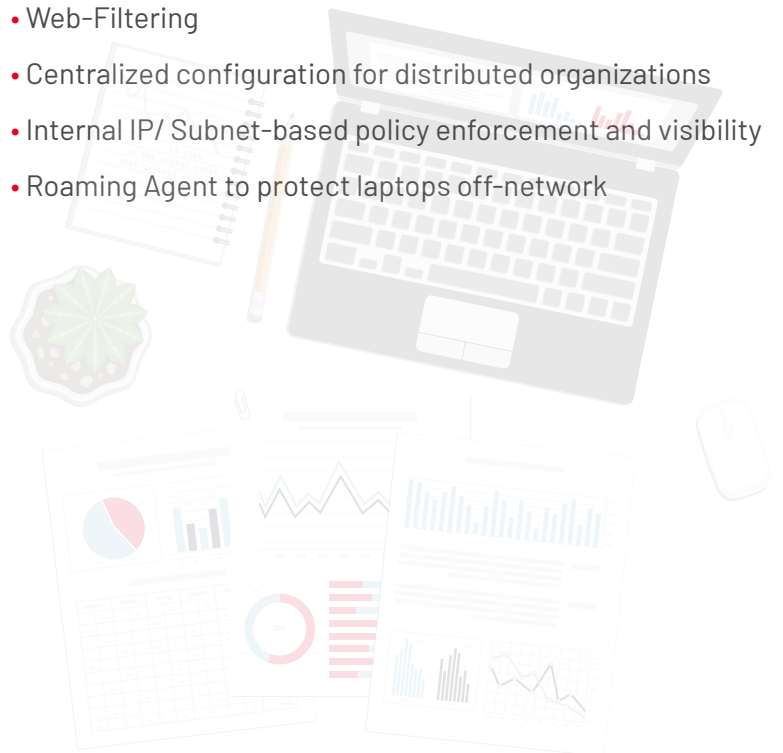 • Web-Filtering
• Centralized configuration for distributed organizations
• Internal IP/ Subnet-based policy enforcement and visibility
• Roaming Agent to protect laptops off-network